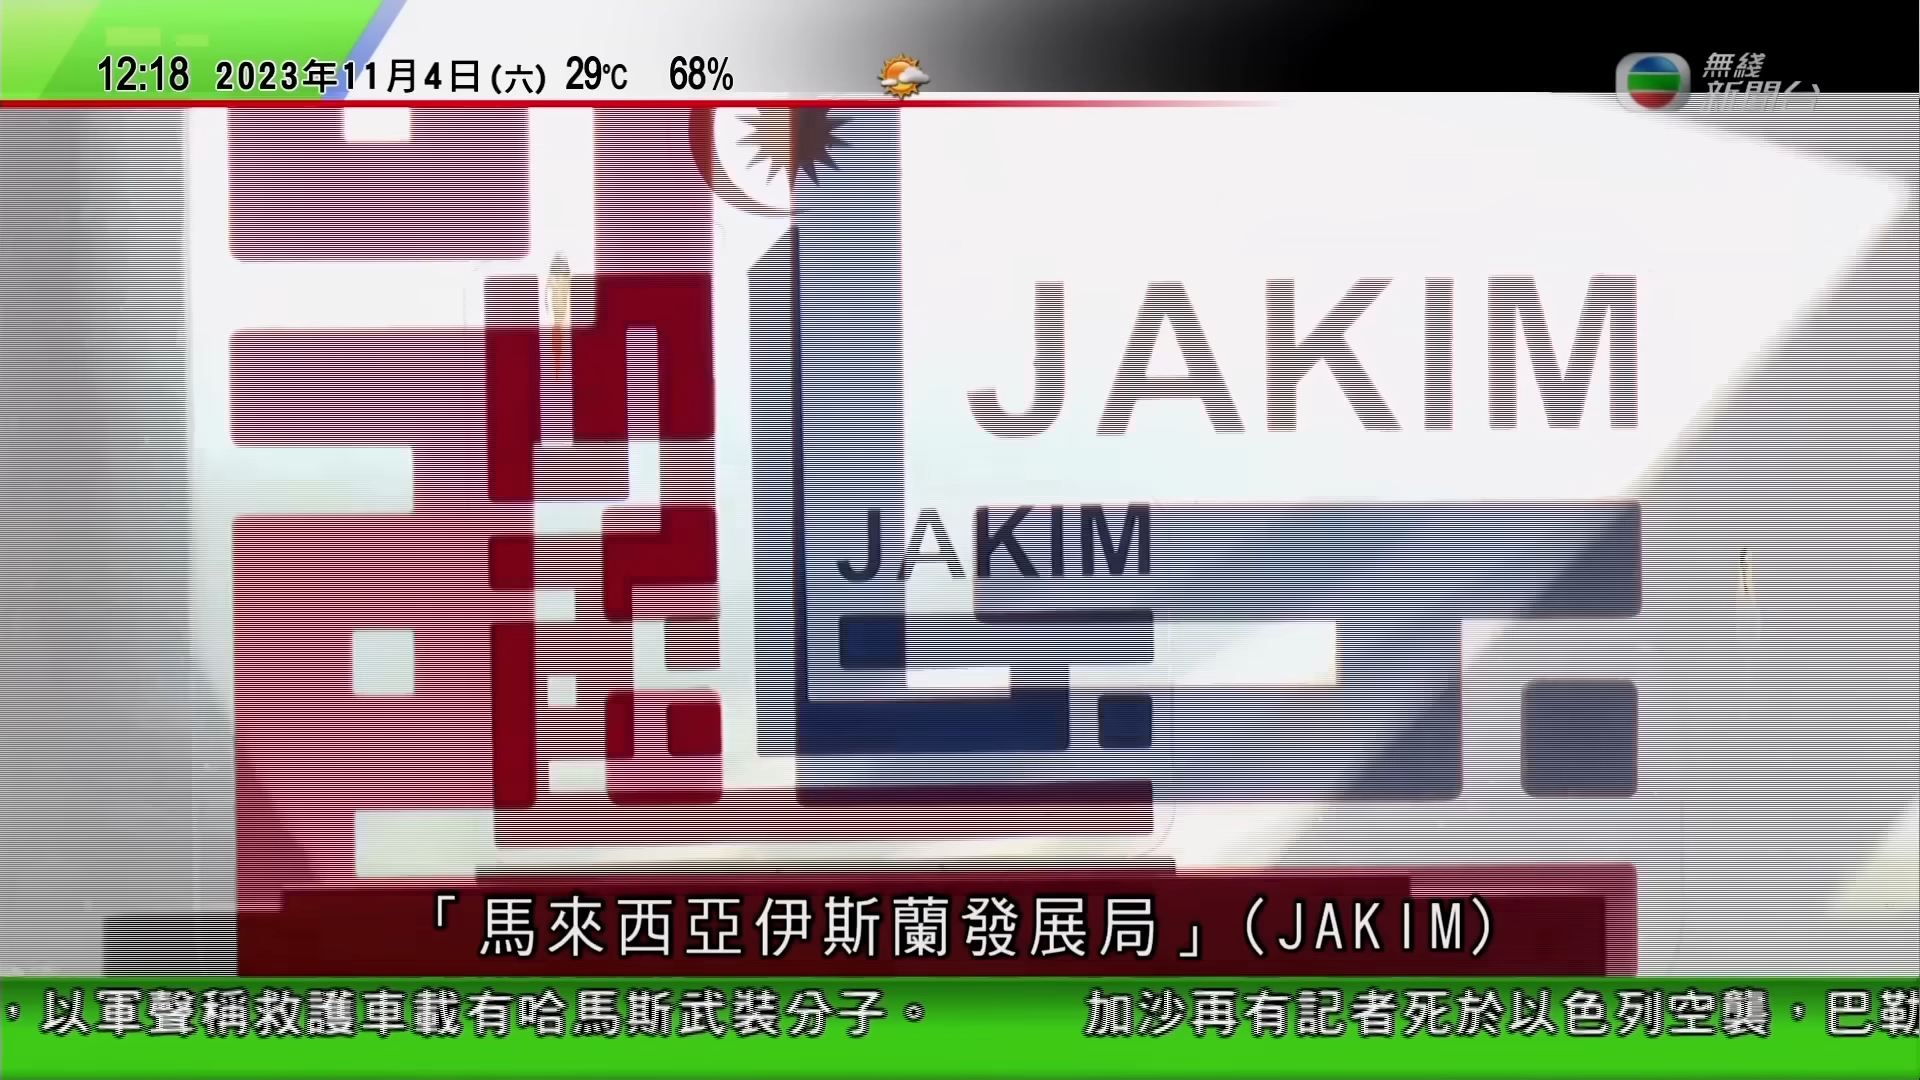 12:18 2023年11月4日(六) 29℃ 68%
無綫
新聞台
JAKIM
JAKIM
「馬來西亞伊斯蘭發展局」(JAKIM)
，以軍聲稱救護車載有哈馬斯武裝分子。 加沙再有記者死於以色列空襲，巴勒